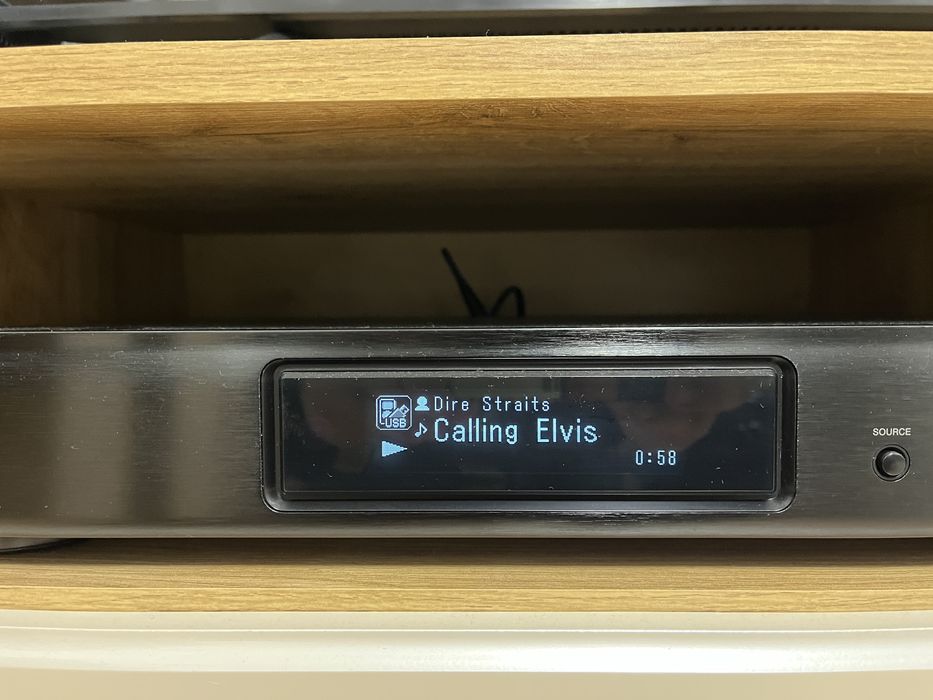 Dire Straits
USB
Calling Elvis
0:58
SOURCE